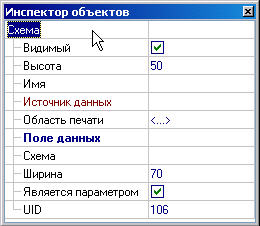 Инспектор объектов
Схема
Видимый
Высота 50
Имя
Источник данных
Область печати <...>
Поле данных
Схема
Ширина 70
Является параметром
UID 106